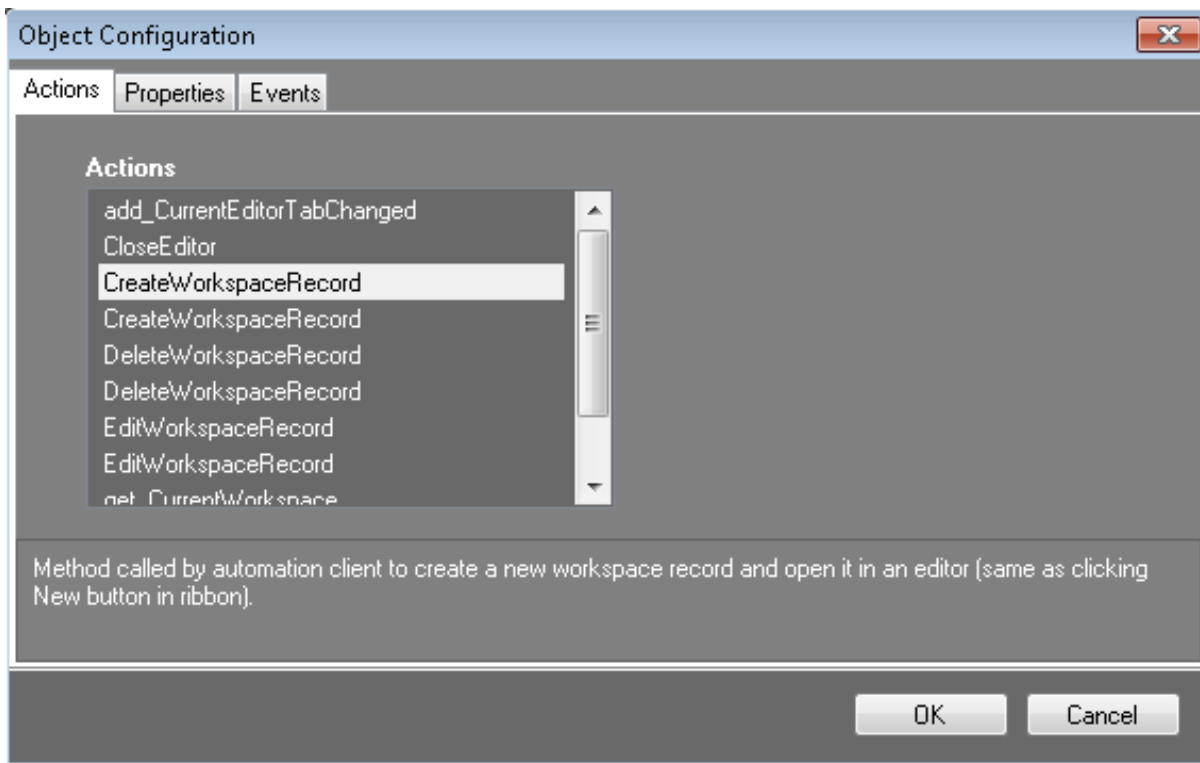 Object Configuration
Actions Properties Events
Actions
add_CurrentEditorTabChanged
CloseEditor
CreateWorkspaceRecord
CreateWorkspaceRecord
DeleteWorkspaceRecord
DeleteWorkspaceRecord
EditWorkspaceRecord
EditWorkspaceRecord
get_CurrentWorkspace
Method called by automation client to create a new workspace record and open it in an editor (same as clicking
New button in ribbon).
OK Cancel